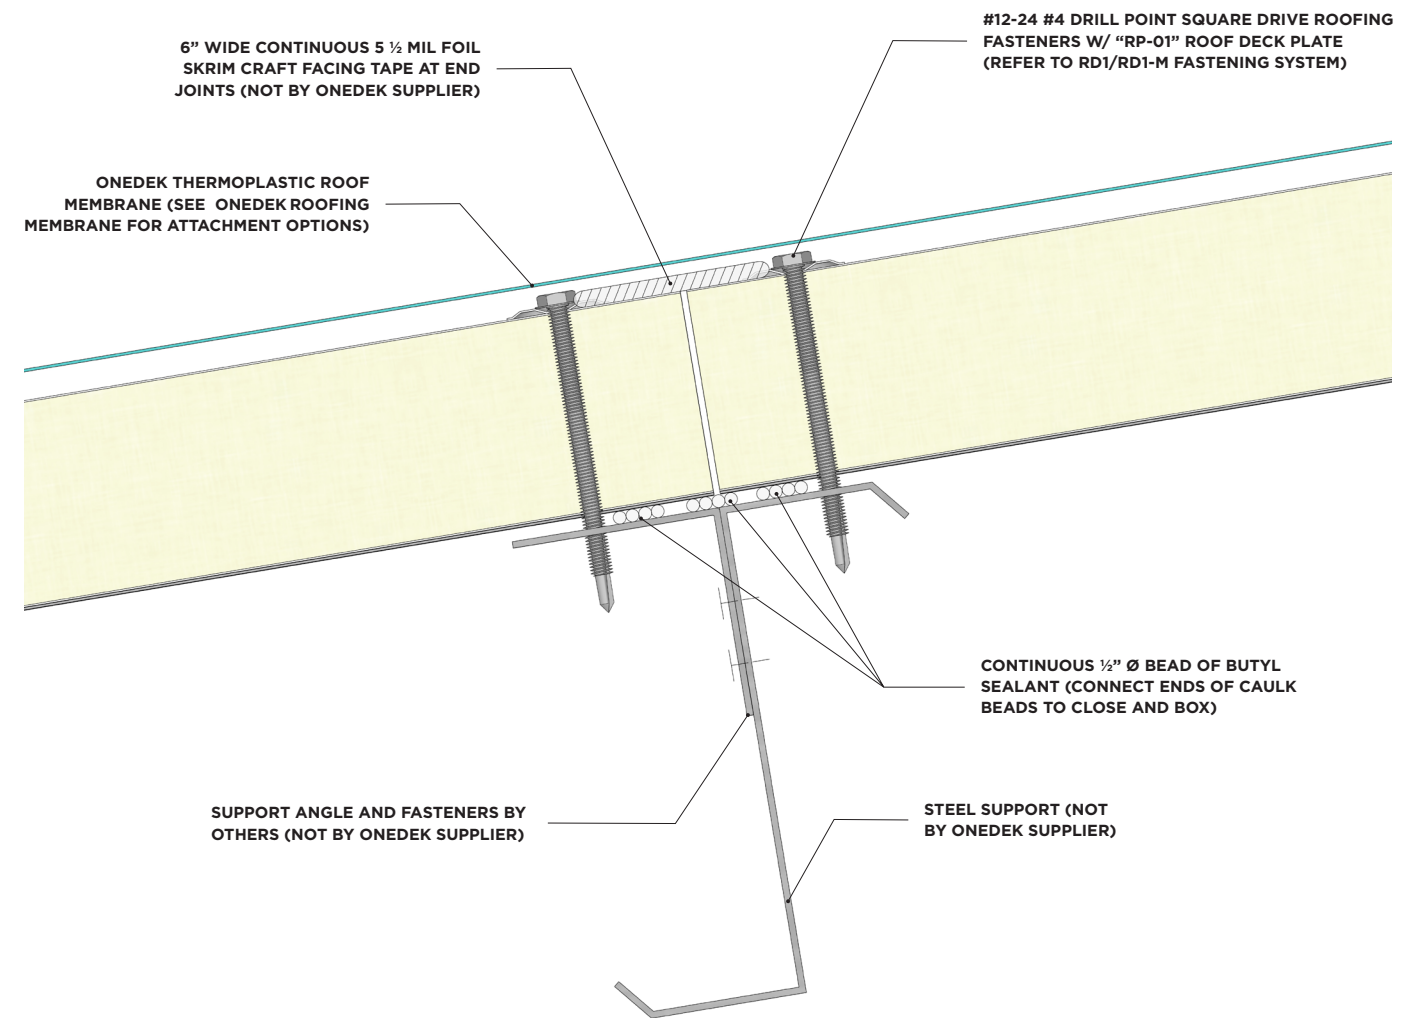 #12-24 #4 DRILL POINT SQUARE DRIVE ROOFING
FASTENERS W/ “RP-01” ROOF DECK PLATE
(REFER TO RD1/RD1-M FASTENING SYSTEM)
6” WIDE CONTINUOUS 5 ½ MIL FOIL
SKRIM CRAFT FACING TAPE AT END
JOINTS (NOT BY ONEDEK SUPPLIER)
ONEDEK THERMOPLASTIC ROOF
MEMBRANE (SEE ONEDEK ROOFING
MEMBRANE FOR ATTACHMENT OPTIONS)
CONTINUOUS ½” Ø BEAD OF BUTYL
SEALANT (CONNECT ENDS OF CAULK
BEADS TO CLOSE AND BOX)
SUPPORT ANGLE AND FASTENERS BY
OTHERS (NOT BY ONEDEK SUPPLIER)
STEEL SUPPORT (NOT
BY ONEDEK SUPPLIER)